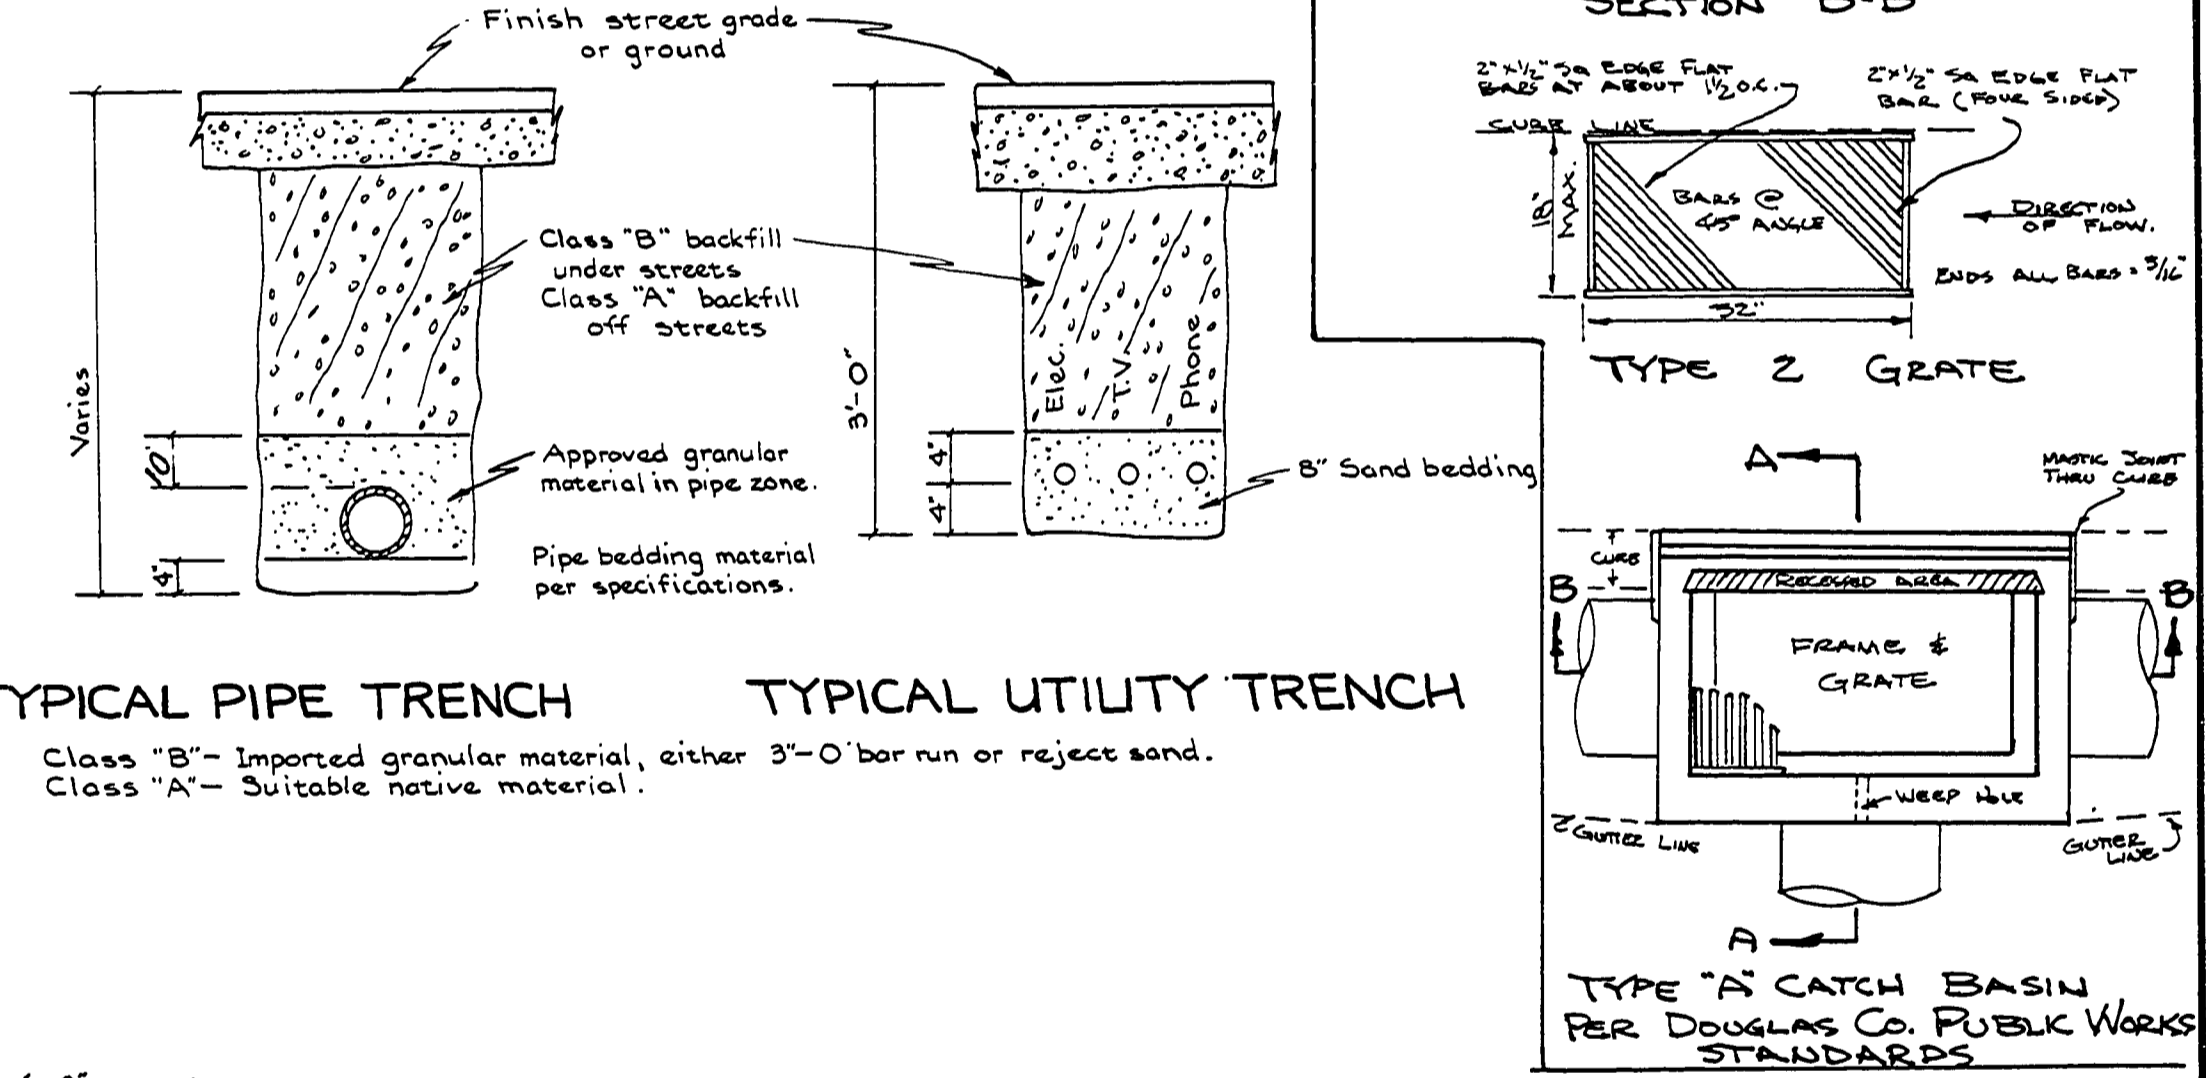 Finish street grade
or ground
Varies
10"
4"
Class "B" backfill
under streets
Class "A" backfill
off streets
Approved granular
material in pipe zone.
Pipe bedding material
per specifications.
3'-0"
4"
4"
Elec.
T.V.
Phone
8" Sand bedding
YPICAL PIPE TRENCH
TYPICAL UTILITY TRENCH
Class "B"- Imported granular material, either 3"-0" bar run or reject sand.
Class "A"- Suitable native material.
SECTION B-B
2"x1/2" SQ EDGE FLAT
BARS AT ABOUT 1 1/2 O.C.
2"x1/2" SQ EDGE FLAT
BAR (FOUR SIDED)
CURB LINE
18"
MAX.
BARS @
45° ANGLE
DIRECTION
OF FLOW.
ENDS ALL BARS = 3/16"
32"
TYPE 2 GRATE
A
MASTIC JOINT
THRU CURB
CURB
RECESSED AREA
B
B
FRAME &
GRATE
WEEP HOLE
GUTTER LINE
GUTTER
LINE
A
TYPE "A" CATCH BASIN
PER DOUGLAS CO. PUBLIC WORKS
STANDARDS